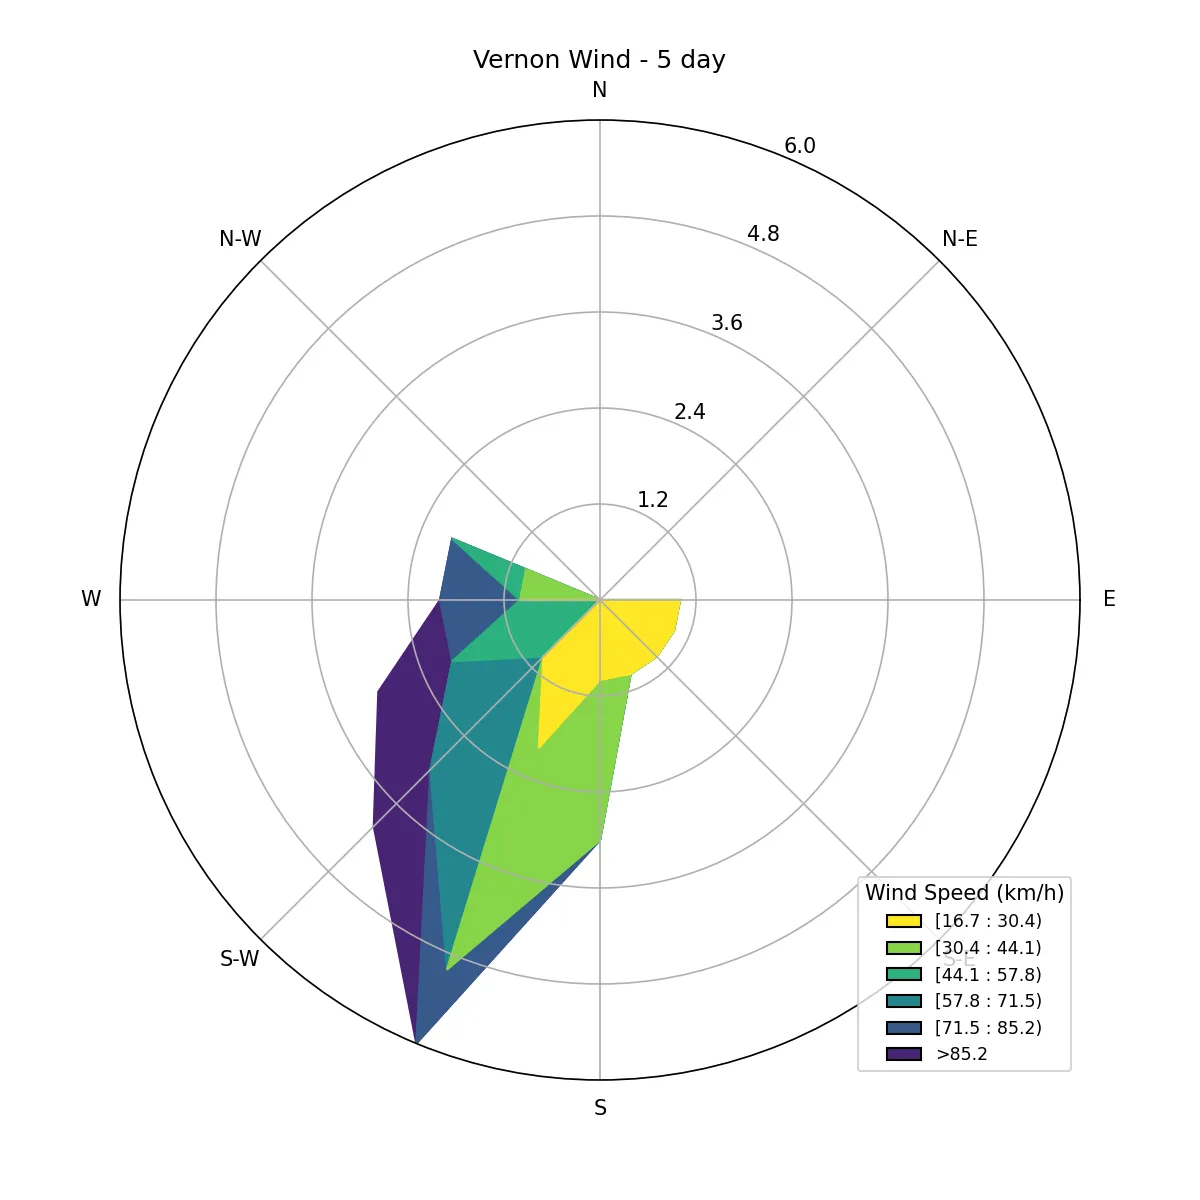 Vernon Wind - 5 day
N
6.0
N-W
N-E
4.8
3.6
2.4
1.2
W
E
Wind Speed (km/h)
[16.7 : 30.4)
[30.4 : 44.1)
S-W
S-E
[44.1 : 57.8)
[57.8 : 71.5)
[71.5 : 85.2)
>85.2
S